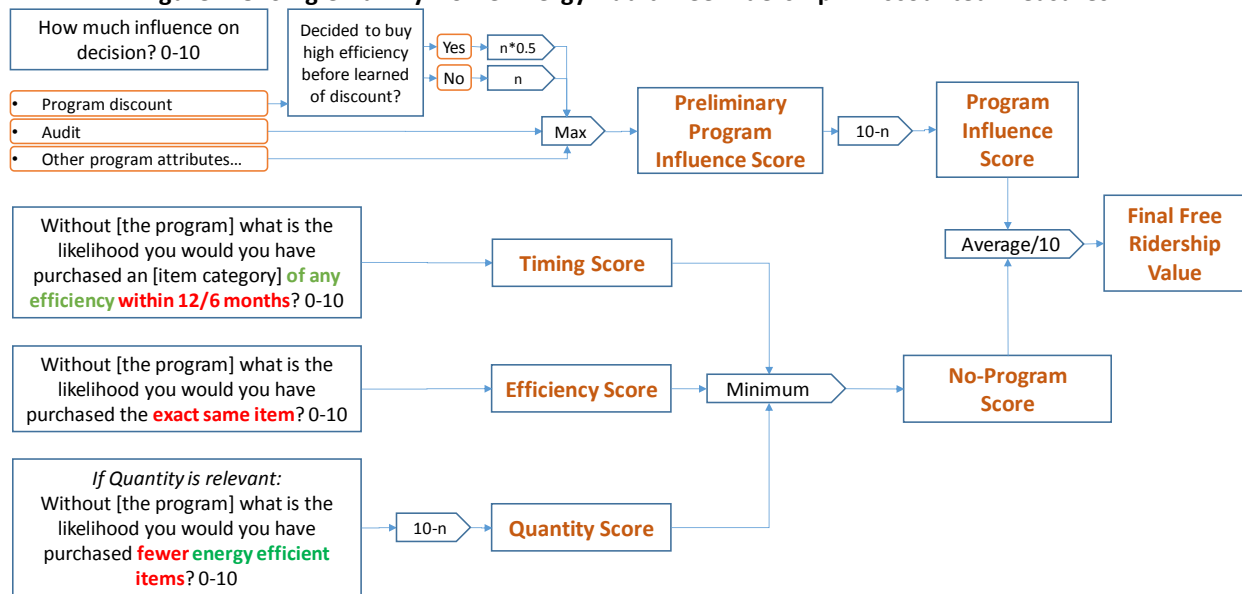 How much influence on
decision? 0-10
Decided to buy
high efficiency
before learned
of discount?
Yes
n*0.5
No
n
• Program discount
• Audit
• Other program attributes...
Max
Preliminary
Program
Influence Score
10-n
Program
Influence
Score
Without [the program] what is the
likelihood you would you have
purchased an [item category] of any
efficiency within 12/6 months? 0-10
Timing Score
Average/10
Final Free
Ridership
Value
Without [the program] what is the
likelihood you would you have
purchased the exact same item? 0-10
Efficiency Score
Minimum
No-Program
Score
If Quantity is relevant:
Without [the program] what is the
likelihood you would you have
purchased fewer energy efficient
items? 0-10
10-n
Quantity Score